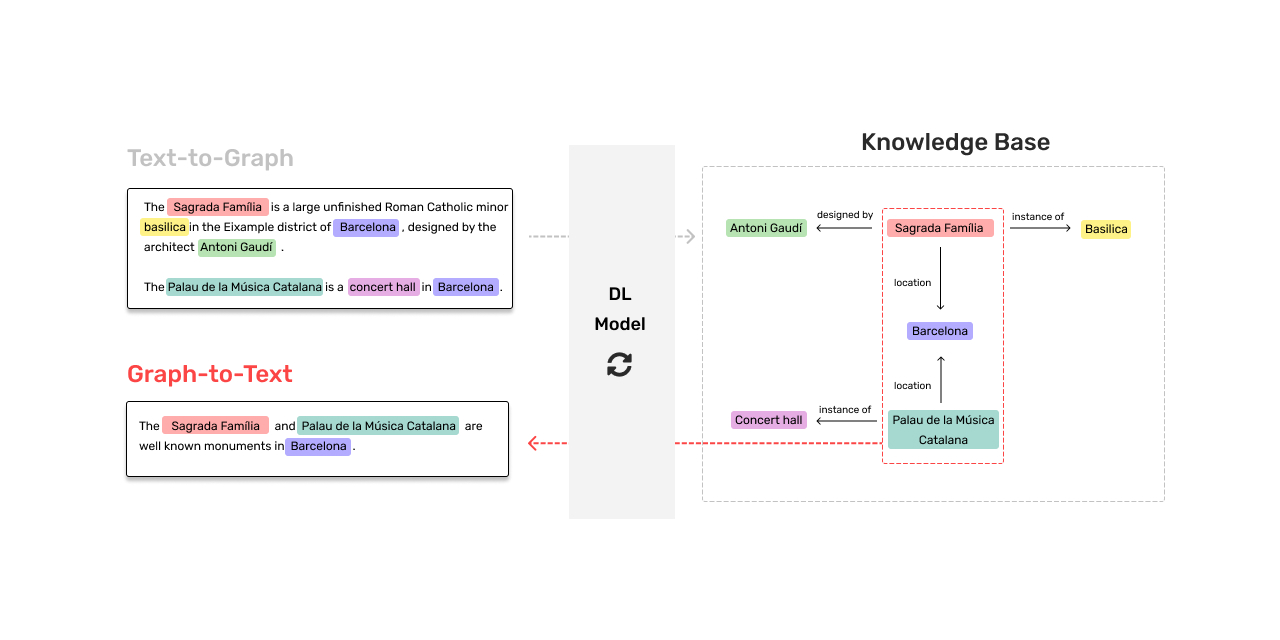 Text-to-Graph
The Sagrada Família is a large unfinished Roman Catholic minor
basilica in the Eixample district of Barcelona , designed by the
architect Antoni Gaudí .
The Palau de la Música Catalana is a concert hall in Barcelona .
Graph-to-Text
The Sagrada Família and Palau de la Música Catalana are
well known monuments in Barcelona .
DL
Model
Knowledge Base
Antoni Gaudí
designed by
Sagrada Família
instance of
Basilica
location
Barcelona
location
Concert hall
instance of
Palau de la Música
Catalana